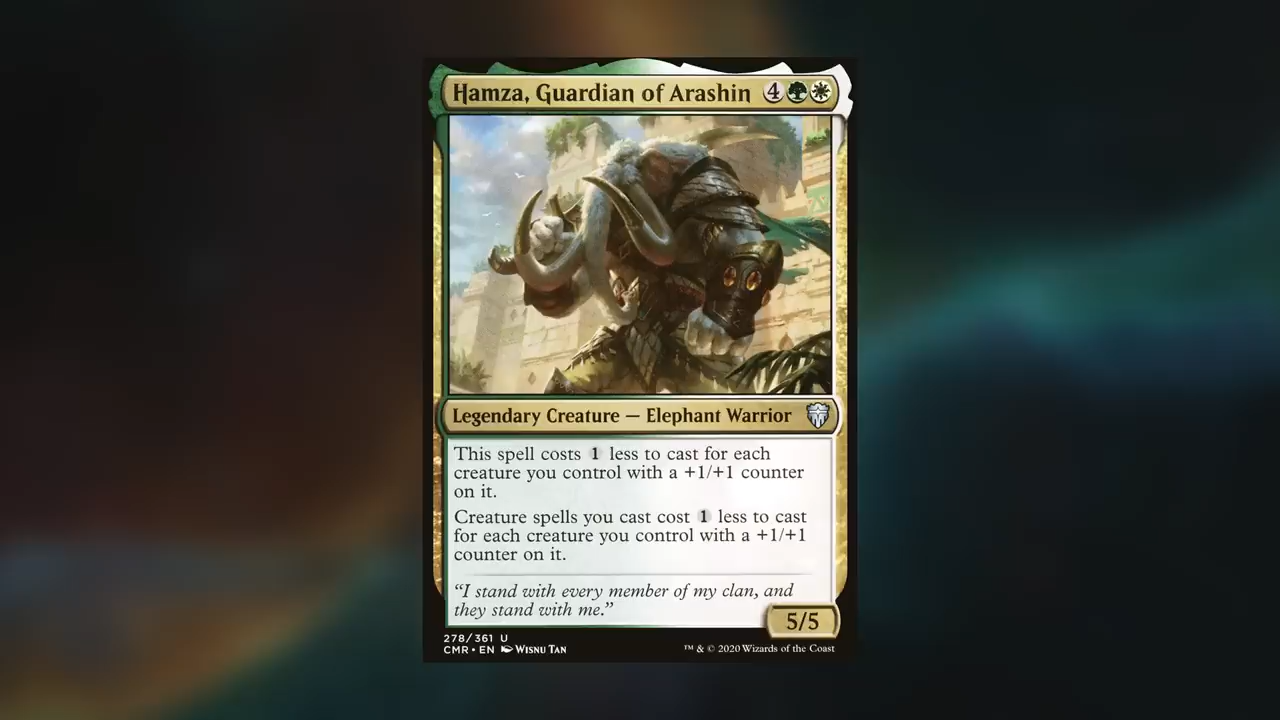 Hamza, Guardian of Arashin 4
Legendary Creature — Elephant Warrior
This spell costs 1 less to cast for each
creature you control with a +1/+1 counter
on it.
Creature spells you cast cost 1 less to cast
for each creature you control with a +1/+1
counter on it.
“I stand with every member of my clan, and
they stand with me.”
5/5
278/361 U
CMR • EN Wisnu Tan
™ & © 2020 Wizards of the Coast